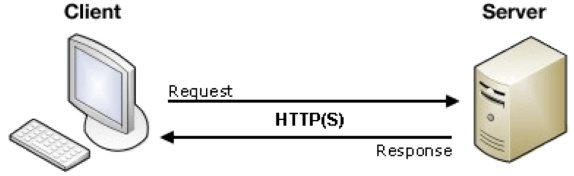 Client
Server
Request
HTTP(S)
Response